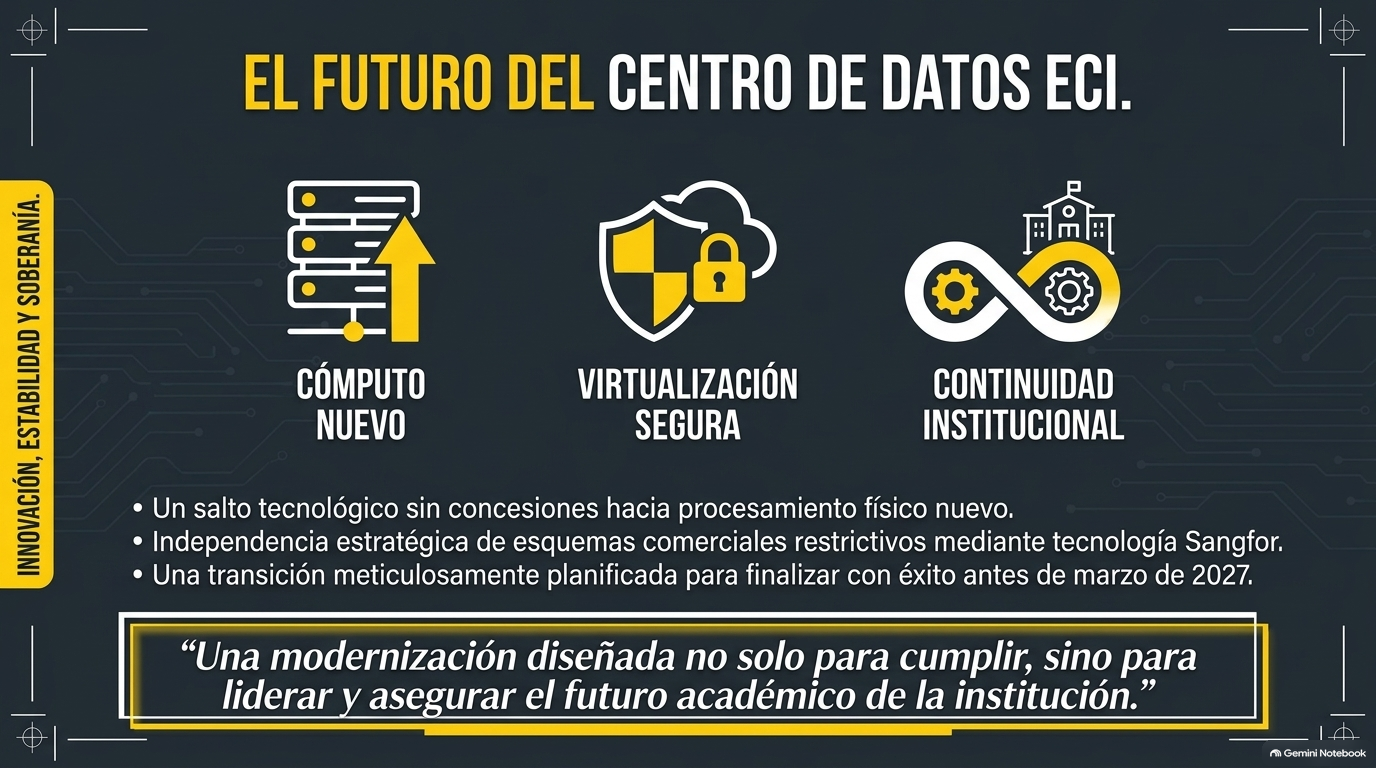 EL FUTURO DEL CENTRO DE DATOS ECI.
INNOVACIÓN, ESTABILIDAD Y SOBERANÍA.
CÓMPUTO
NUEVO
VIRTUALIZACIÓN
SEGURA
CONTINUIDAD
INSTITUCIONAL
• Un salto tecnológico sin concesiones hacia procesamiento físico nuevo.
• Independencia estratégica de esquemas comerciales restrictivos mediante tecnología Sangfor.
• Una transición meticulosamente planificada para finalizar con éxito antes de marzo de 2027.
“Una modernización diseñada no solo para cumplir, sino para
liderar y asegurar el futuro académico de la institución.”
Gemini Notebook